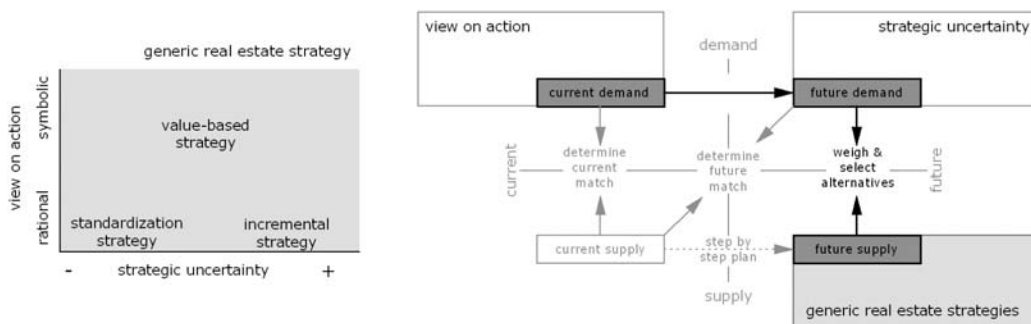 generic real estate strategy
view on action
symbolic
rational
value-based
strategy
standardization
strategy
incremental
strategy
-
strategic uncertainty
+
view on action
demand
strategic uncertainty
current demand
future demand
current
determine
current
match
determine
future
match
weigh &
select
alternatives
future
current supply
step by
step plan
future supply
supply
generic real estate strategies